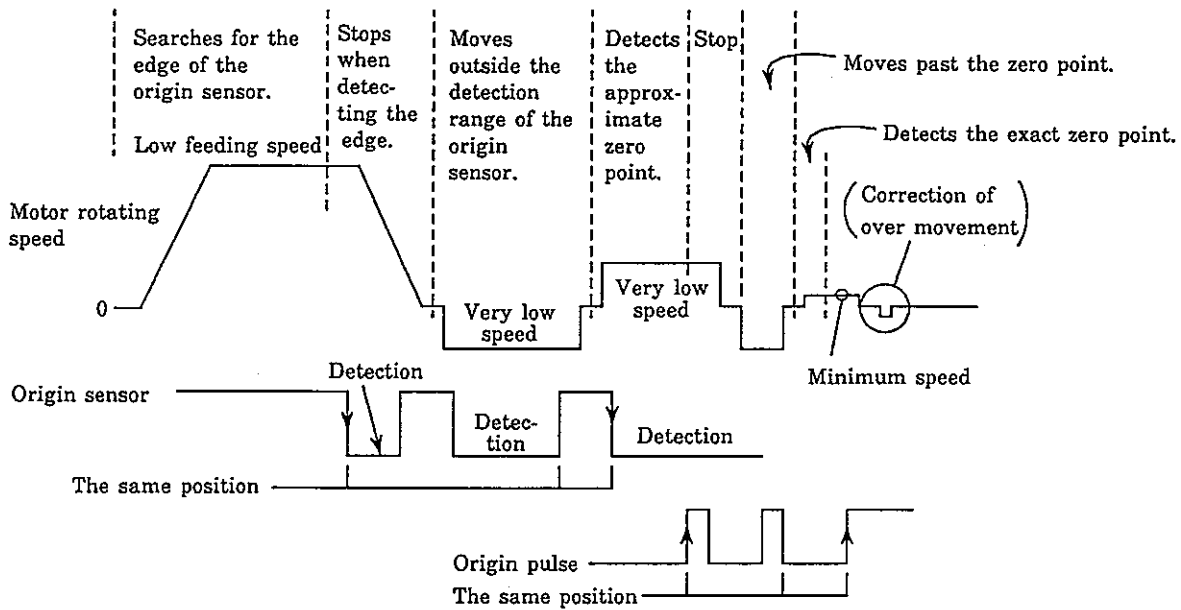 Searches for the
edge of the
origin sensor.
Low feeding speed
Stops
when
detec-
ting the
edge.
Moves
outside the
detection
range of the
origin
sensor.
Detects
the
approx-
imate
zero
point.
Stop
Moves past the zero point.
Detects the exact zero point.
(Correction of
over movement)
Motor rotating
speed
0
Very low
speed
Very low
speed
Minimum speed
Origin sensor
Detection
Detec-
tion
Detection
The same position
Origin pulse
The same position